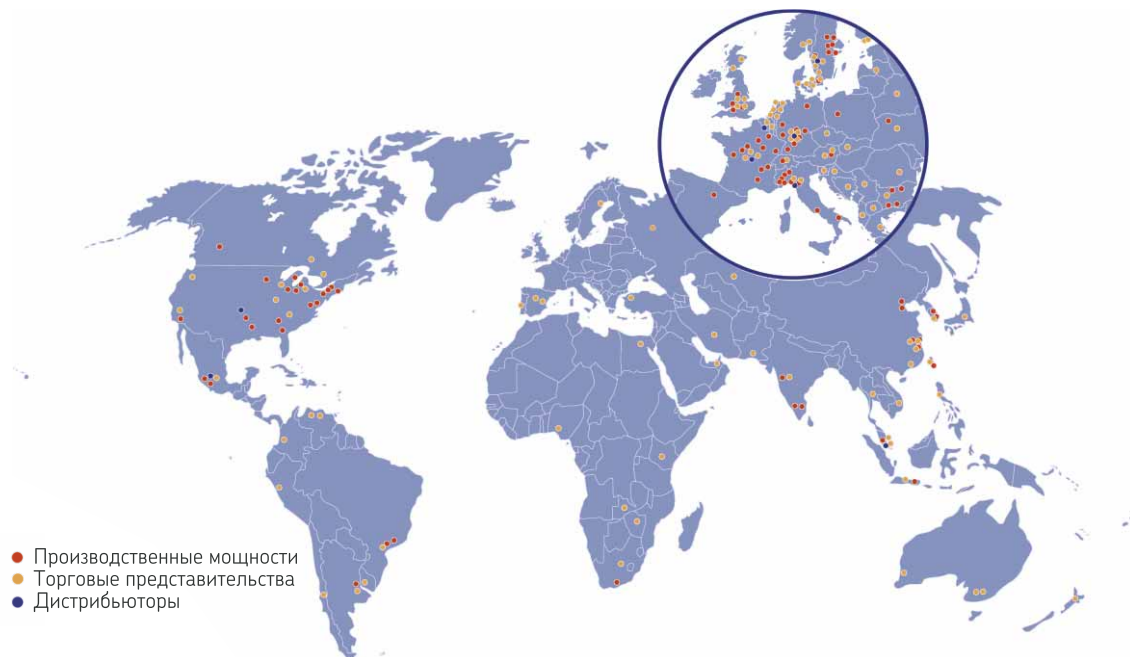 Производственные мощности
Торговые представительства
Дистрибьюторы